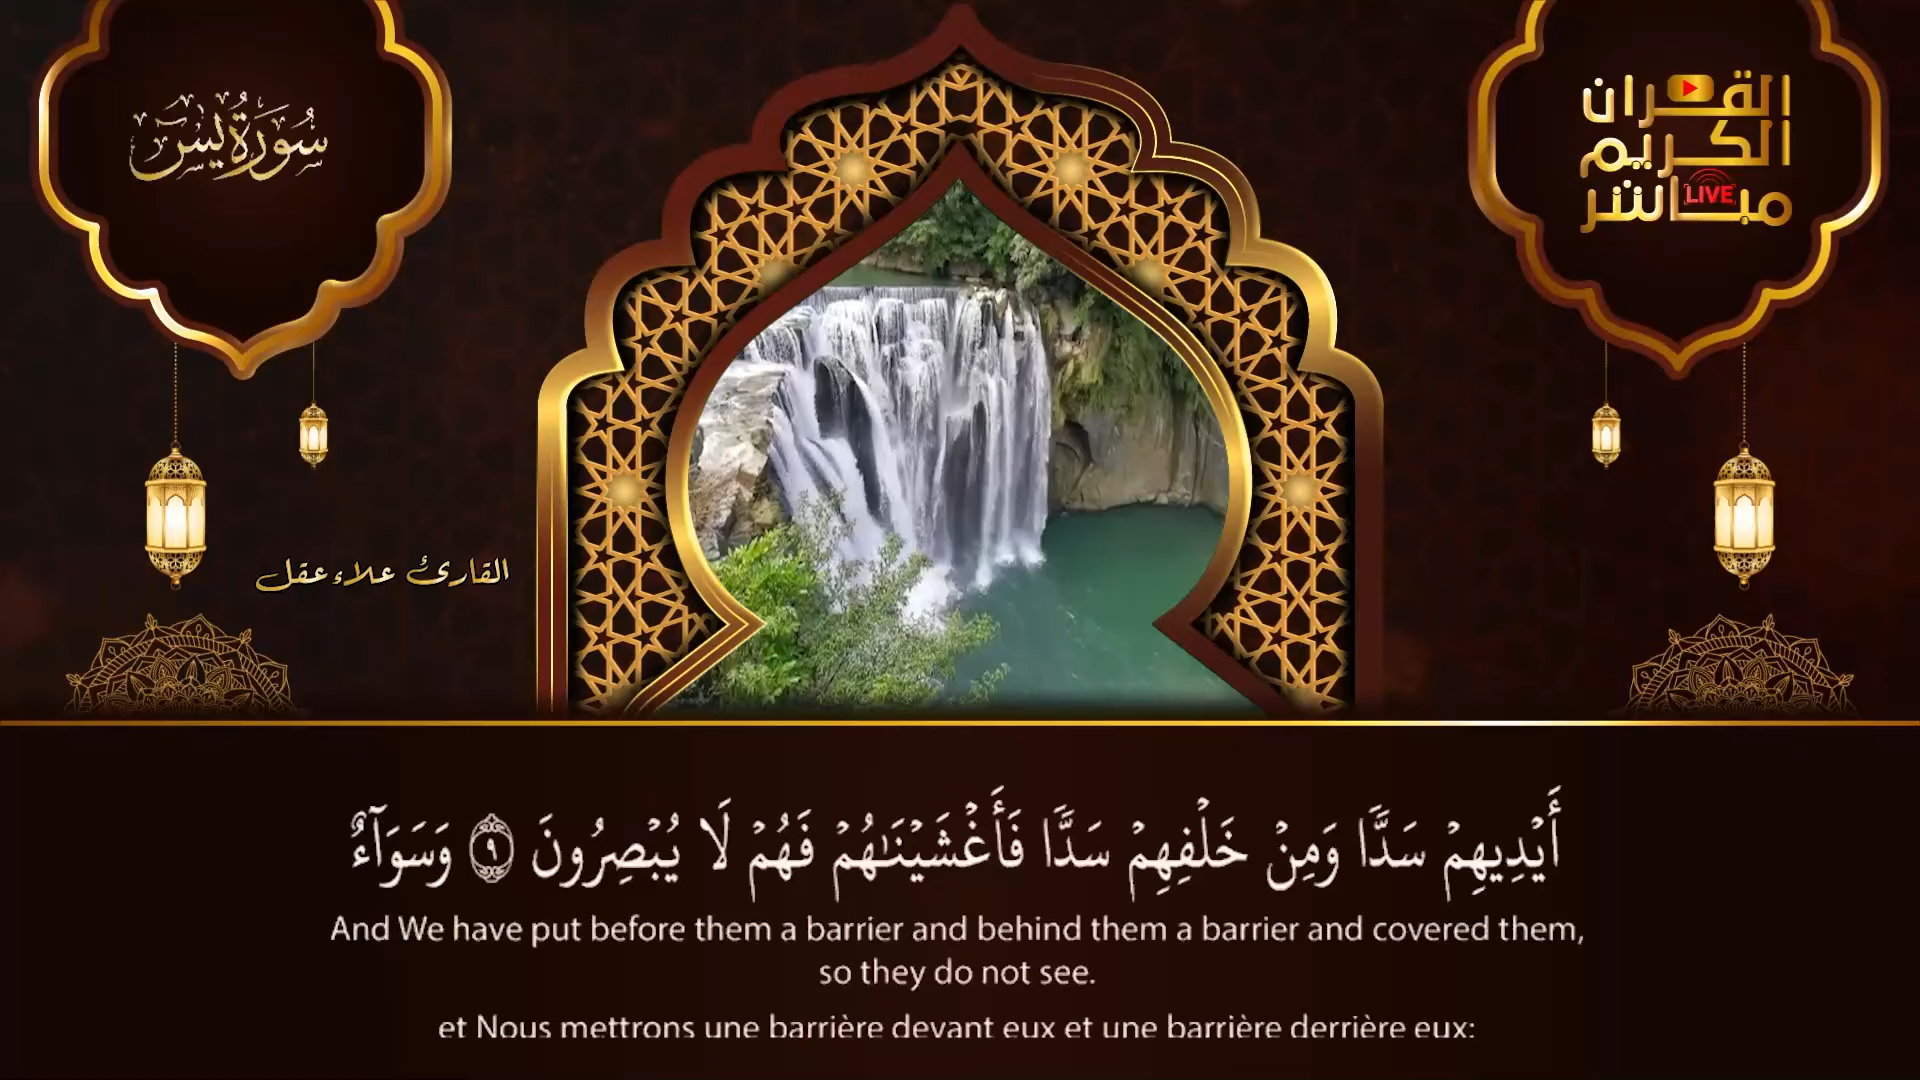 سُورَةُ يسٓ
القرآن
الكريم
مباشر
LIVE
القارئ علاء عقل
أَيْدِيهِمْ سَدًّا وَمِنْ خَلْفِهِمْ سَدًّا فَأَغْشَيْنَٰهُمْ فَهُمْ لَا يُبْصِرُونَ ٩ وَسَوَآءٌ
And We have put before them a barrier and behind them a barrier and covered them,
so they do not see.
et Nous mettrons une barrière devant eux et une barrière derrière eux: